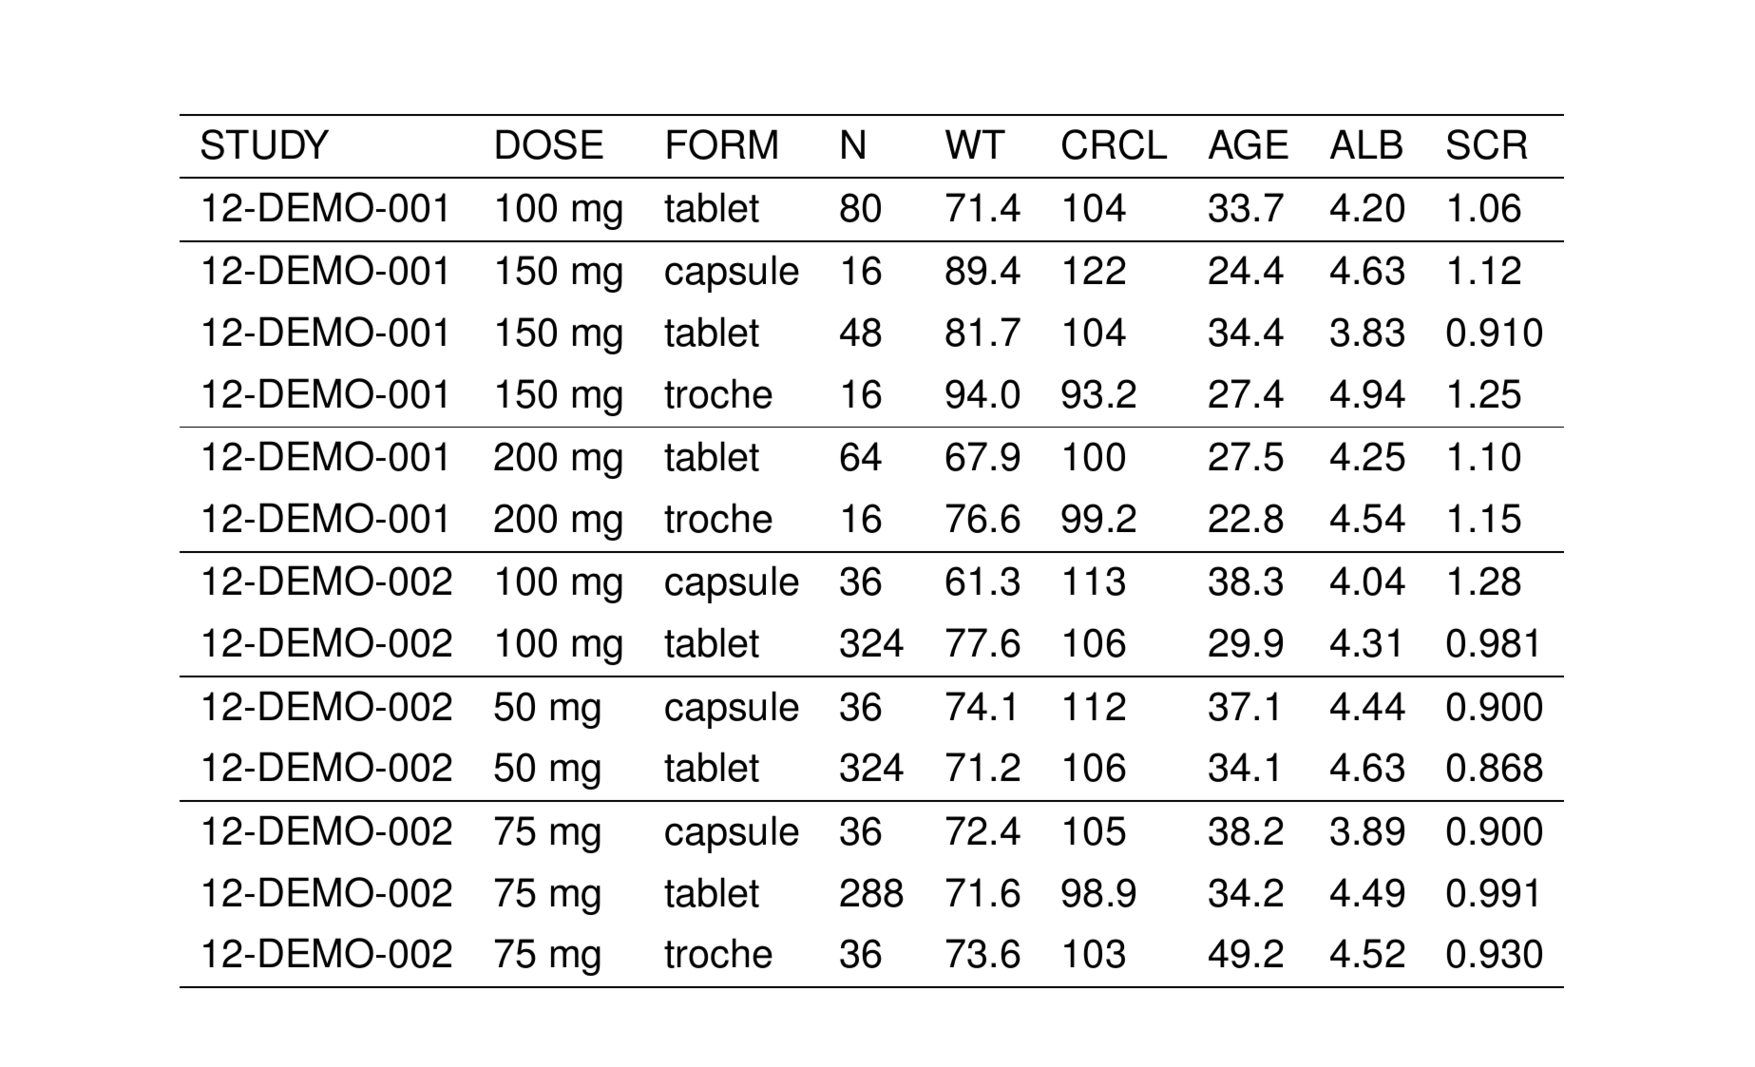 STUDY DOSE FORM N WT CRCL AGE ALB SCR
12-DEMO-001 100 mg tablet 80 71.4 104 33.7 4.20 1.06
12-DEMO-001 150 mg capsule 16 89.4 122 24.4 4.63 1.12
12-DEMO-001 150 mg tablet 48 81.7 104 34.4 3.83 0.910
12-DEMO-001 150 mg troche 16 94.0 93.2 27.4 4.94 1.25
12-DEMO-001 200 mg tablet 64 67.9 100 27.5 4.25 1.10
12-DEMO-001 200 mg troche 16 76.6 99.2 22.8 4.54 1.15
12-DEMO-002 100 mg capsule 36 61.3 113 38.3 4.04 1.28
12-DEMO-002 100 mg tablet 324 77.6 106 29.9 4.31 0.981
12-DEMO-002 50 mg capsule 36 74.1 112 37.1 4.44 0.900
12-DEMO-002 50 mg tablet 324 71.2 106 34.1 4.63 0.868
12-DEMO-002 75 mg capsule 36 72.4 105 38.2 3.89 0.900
12-DEMO-002 75 mg tablet 288 71.6 98.9 34.2 4.49 0.991
12-DEMO-002 75 mg troche 36 73.6 103 49.2 4.52 0.930